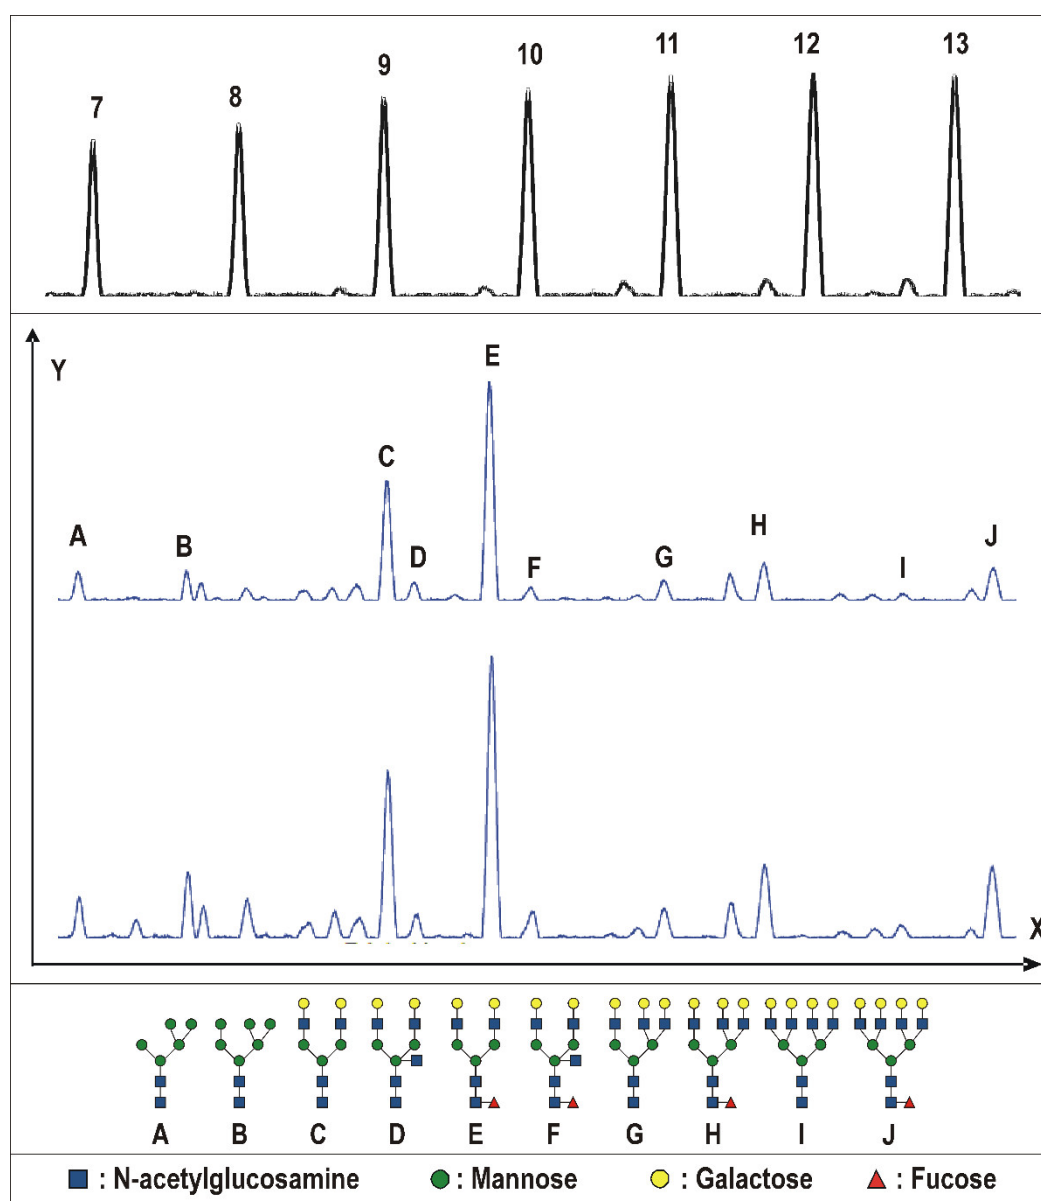 7 8 9 10 11 12 13
Y
A B C D E F G H I J
X
A B C D E F G H I J
: N-acetylglucosamine : Mannose : Galactose : Fucose